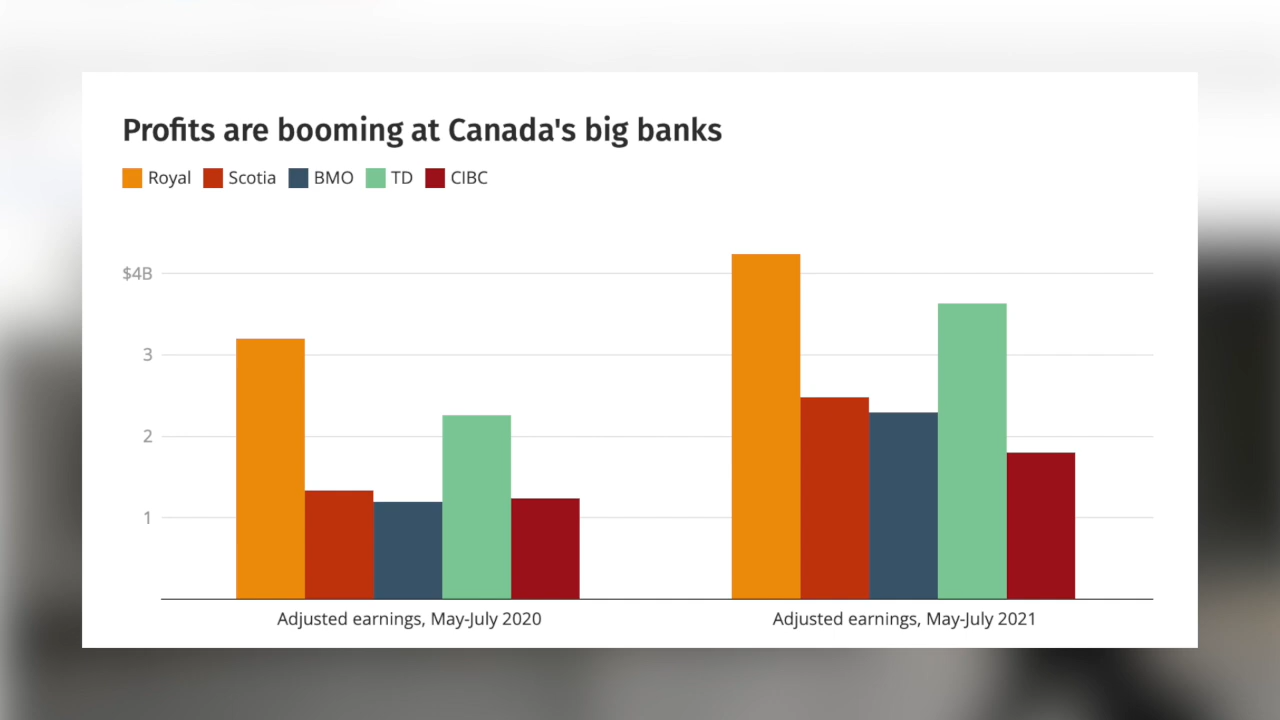 Profits are booming at Canada's big banks
Royal Scotia BMO TD CIBC
$4B
3
2
1
Adjusted earnings, May-July 2020 Adjusted earnings, May-July 2021